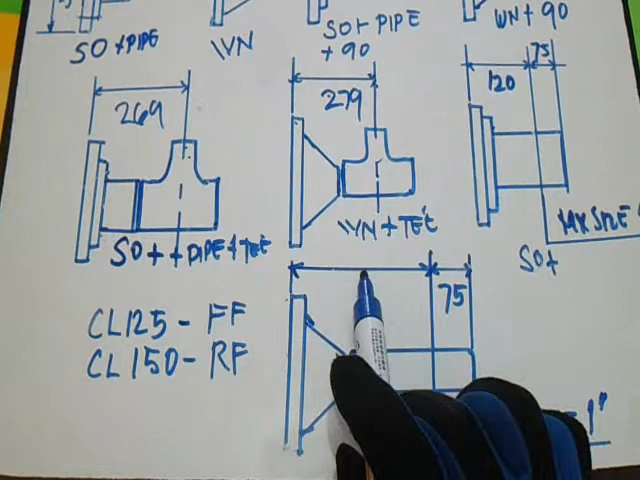 SO + PIPE
WN
SO + PIPE
+ 90
WN + 90
269
279
120
75
SO + PIPE + TEE
WN + TEE
SO +
75
CL125 - FF
CL150 - RF
1"